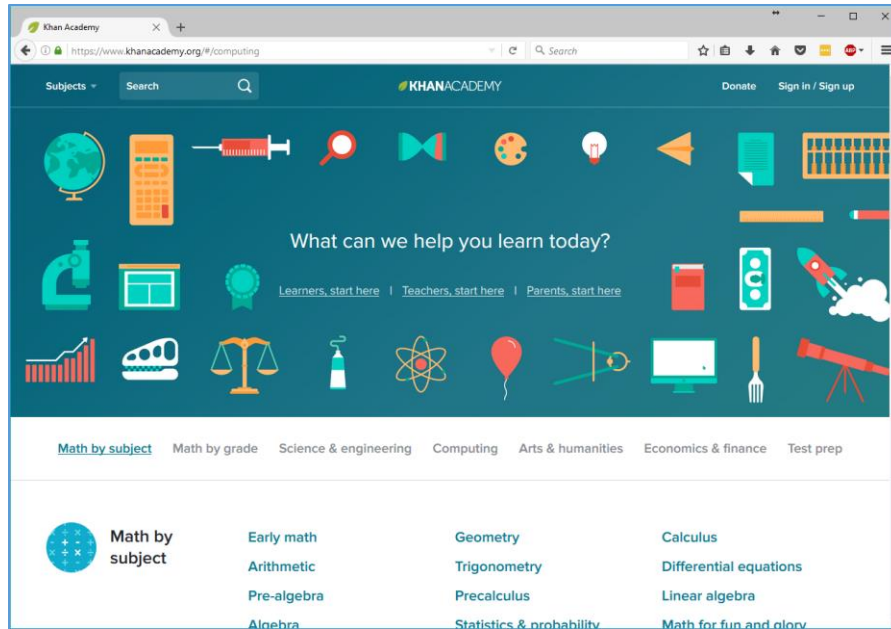 Khan Academy
https://www.khanacademy.org/#/computing
Search
ABP
Subjects
Search
KHANACADEMY
Donate
Sign in / Sign up
What can we help you learn today?
Learners, start here | Teachers, start here | Parents, start here
Math by subject
Math by grade
Science & engineering
Computing
Arts & humanities
Economics & finance
Test prep
Math by
subject
Early math
Geometry
Calculus
Arithmetic
Trigonometry
Differential equations
Pre-algebra
Precalculus
Linear algebra
Algebra
Statistics & probability
Math for fun and glory